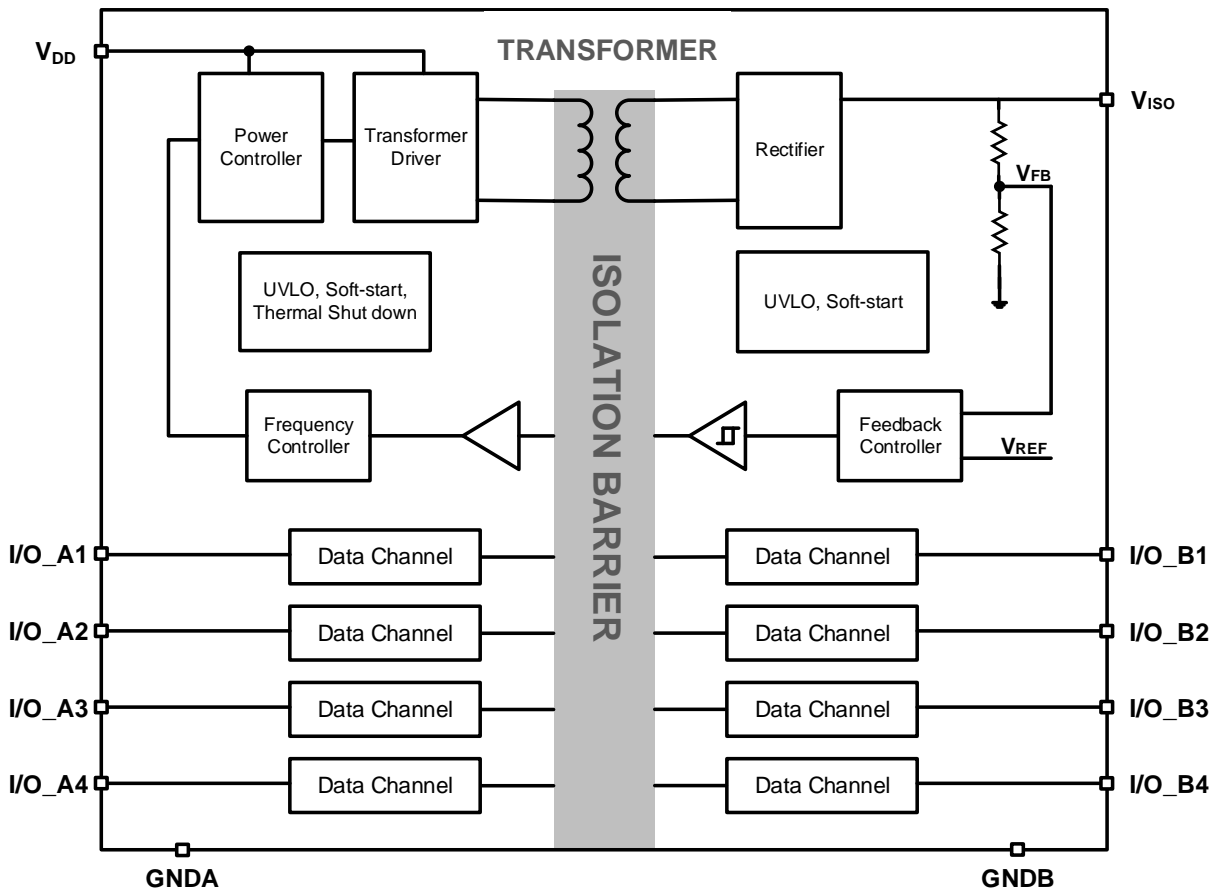 TRANSFORMER
VDD
VISO
Power
Controller
Transformer
Driver
Rectifier
VFB
ISOLATION BARRIER
UVLO, Soft-start,
Thermal Shut down
UVLO, Soft-start
Frequency
Controller
Feedback
Controller
VREF
I/O_A1
Data Channel
Data Channel
I/O_B1
I/O_A2
Data Channel
Data Channel
I/O_B2
I/O_A3
Data Channel
Data Channel
I/O_B3
I/O_A4
Data Channel
Data Channel
I/O_B4
GNDA
GNDB